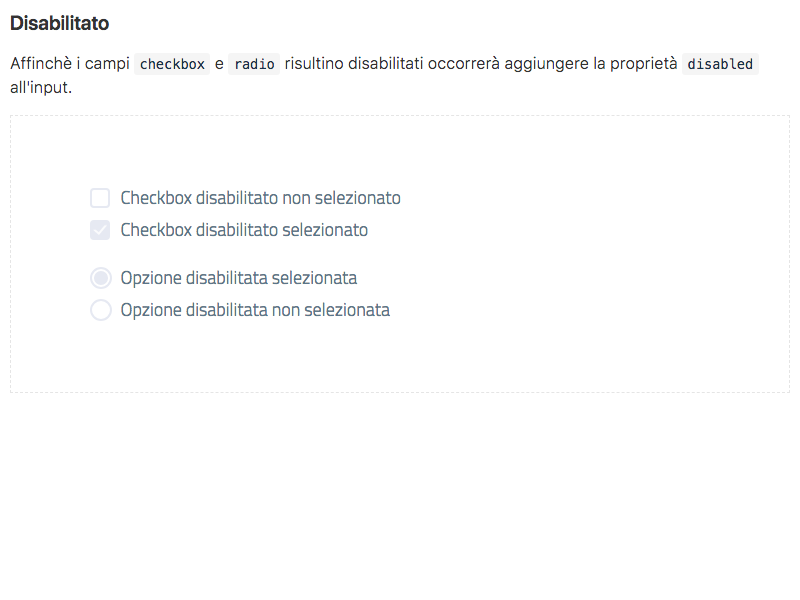 Disabilitato
Affinchè i campi checkbox e radio risultino disabilitati occorrerà aggiungere la proprietà disabled
all'input.
Checkbox disabilitato non selezionato
Checkbox disabilitato selezionato
Opzione disabilitata selezionata
Opzione disabilitata non selezionata